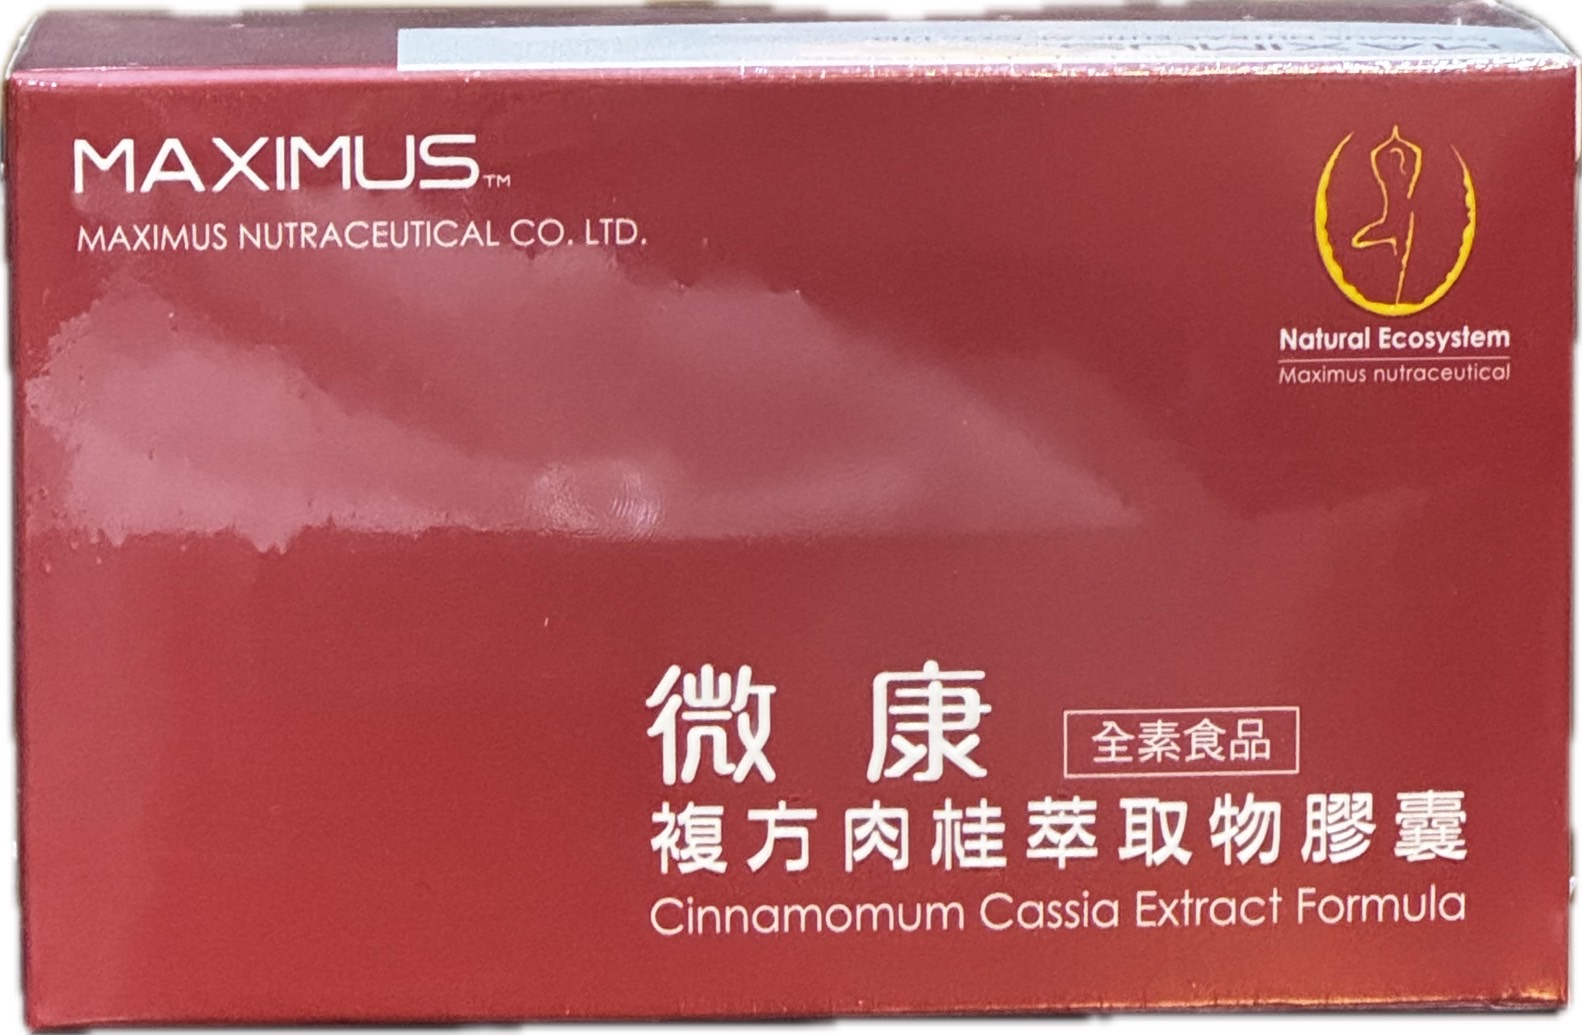 MAXIMUS™
MAXIMUS NUTRACEUTICAL CO. LTD.
Natural Ecosystem
Maximus nutraceutical
微康
全素食品
複方肉桂萃取物膠囊
Cinnamomum Cassia Extract Formula
MAXIMUS